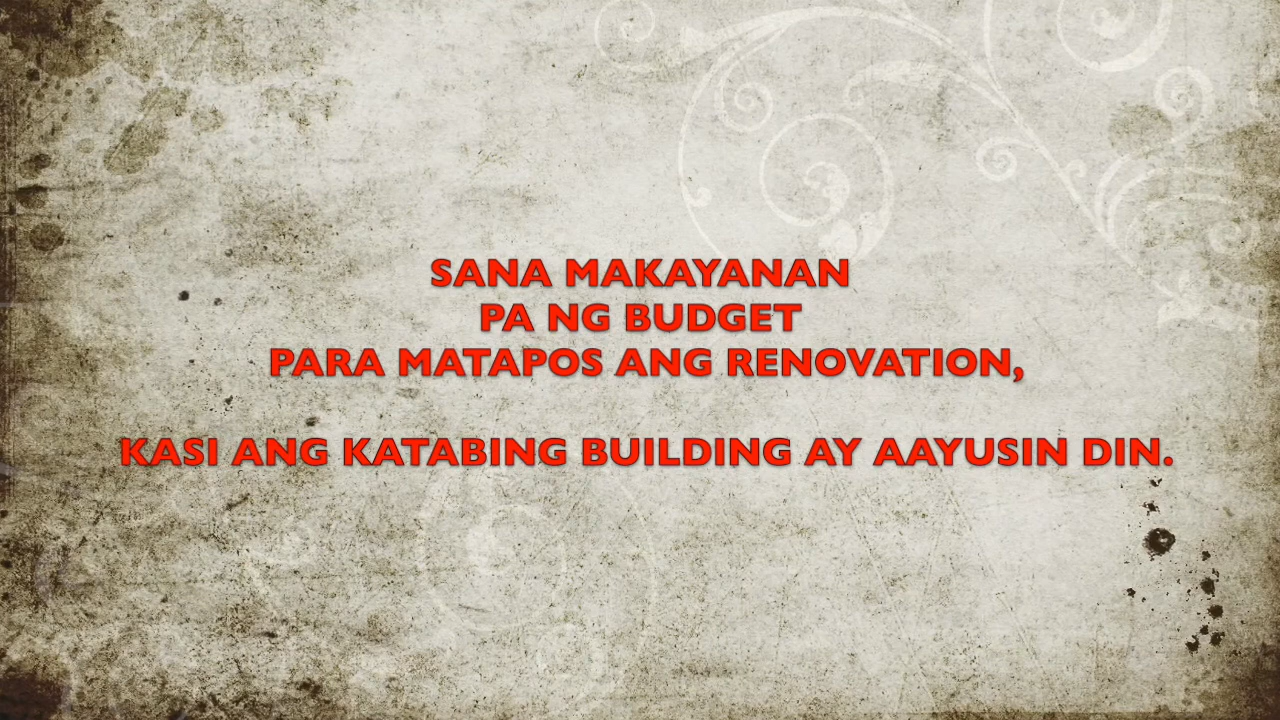 SANA MAKAYANAN
PA NG BUDGET
PARA MATAPOS ANG RENOVATION,
KASI ANG KATABING BUILDING AY AAYUSIN DIN.